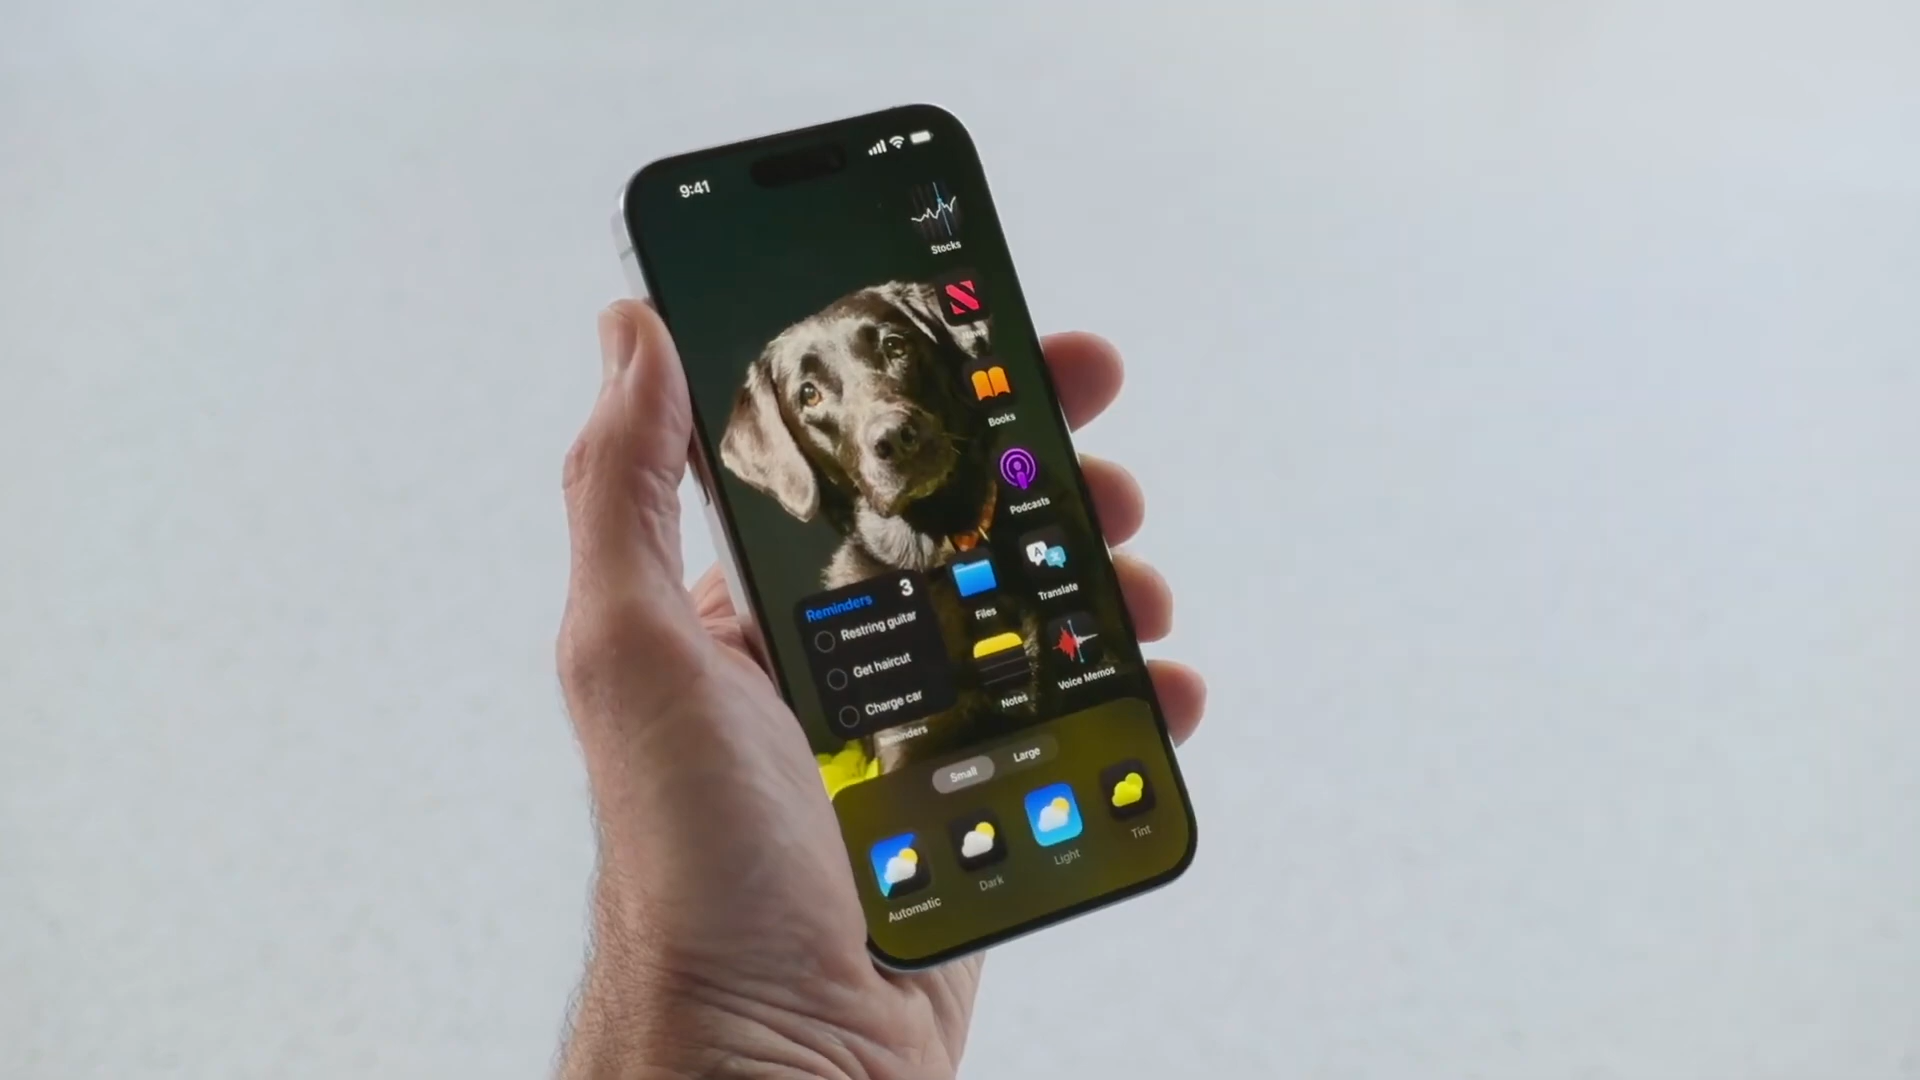 9:41
Stocks
News
Books
Podcasts
Translate
Files
Voice Memos
Notes
Reminders
3
Restring guitar
Get haircut
Charge car
Reminders
Small
Large
Automatic
Dark
Light
Tint